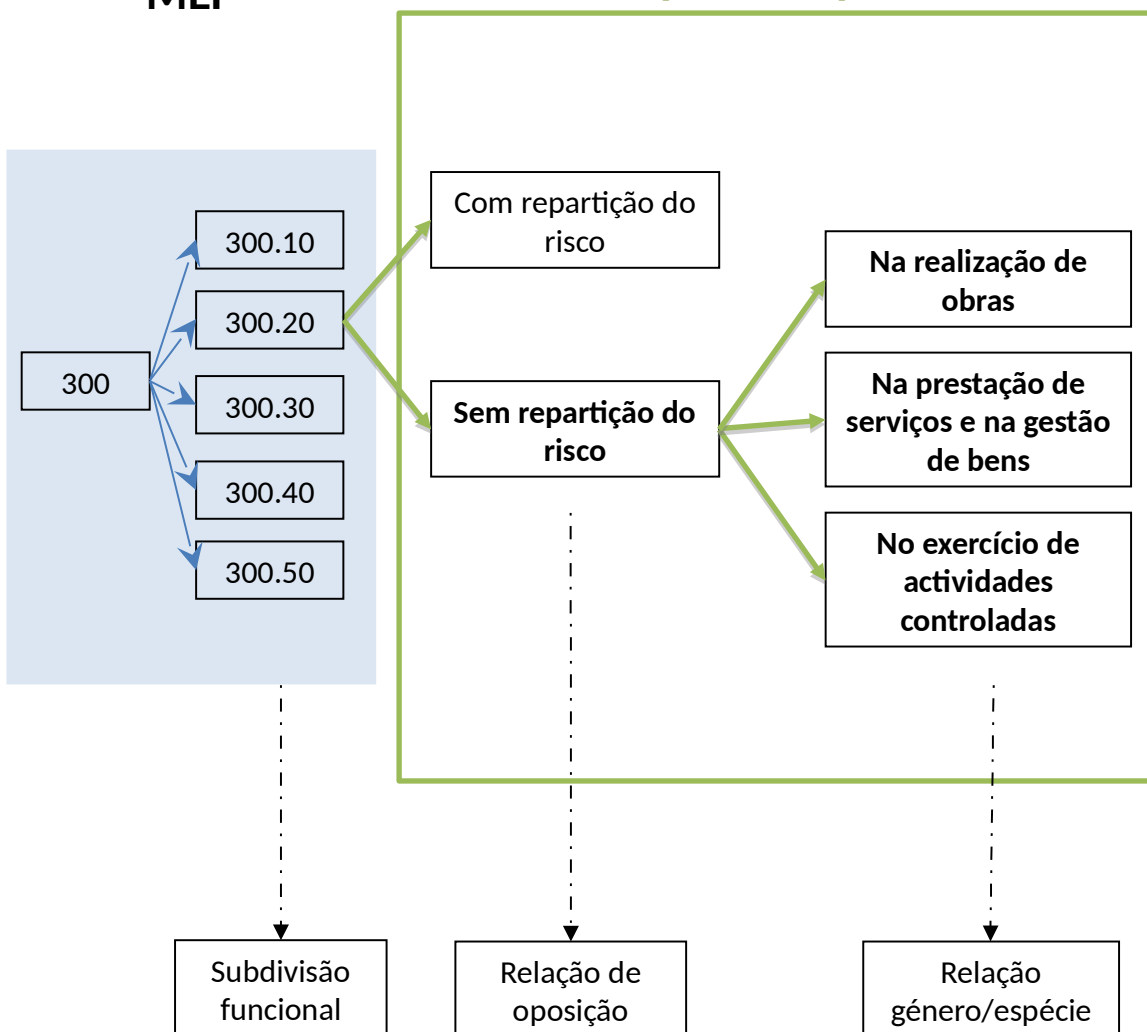 Com repartição do
risco
300.10
300.20
300
300.30
300.40
300.50
Sem repartição do
risco
Na realização de
obras
Na prestação de
serviços e na gestão
de bens
No exercício de
actividades
controladas
Subdivisão
funcional
Relação de
oposição
Relação
género/espécie